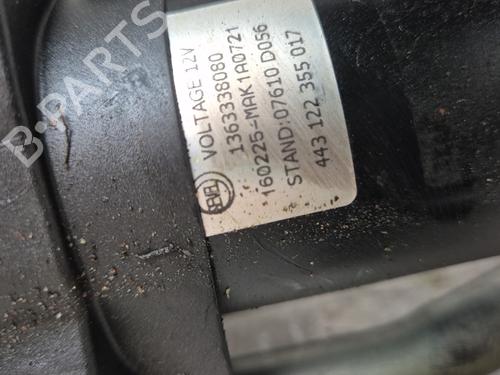 VOLTAGE 12V
1363338080
160225-MAK1A0721
STAND:07610 D056
443 122 355 017
B-PARTS